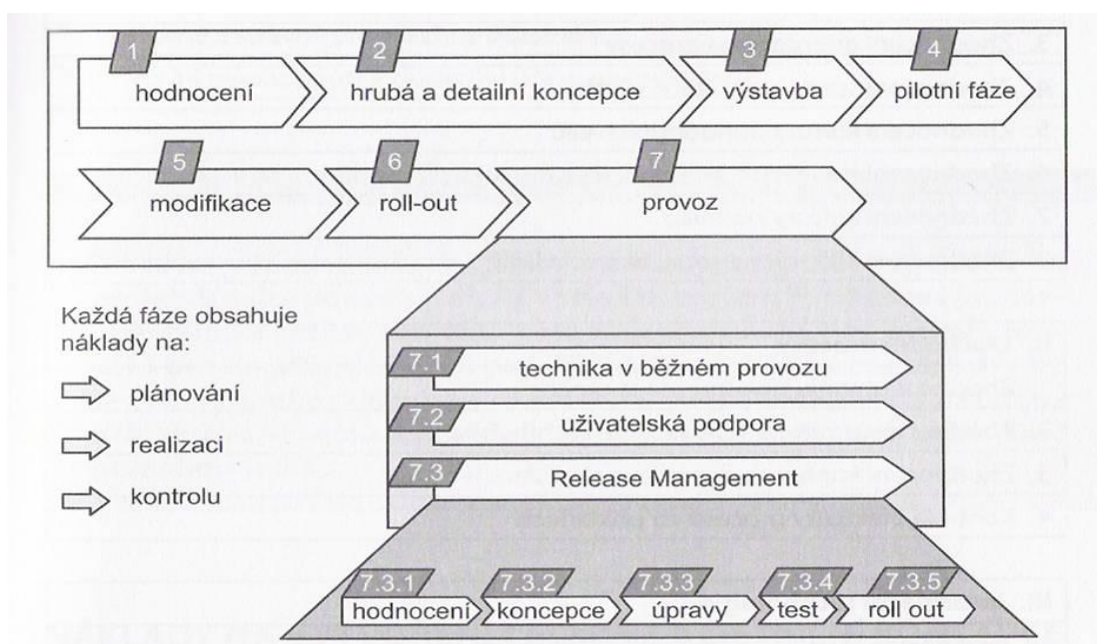 1
hodnocení
2
hrubá a detailní koncepce
3
výstavba
4
pilotní fáze
5
modifikace
6
roll-out
7
provoz
Každá fáze obsahuje
náklady na:
plánování
realizaci
kontrolu
7.1
technika v běžném provozu
7.2
uživatelská podpora
7.3
Release Management
7.3.1
hodnocení
7.3.2
koncepce
7.3.3
úpravy
7.3.4
test
7.3.5
roll out